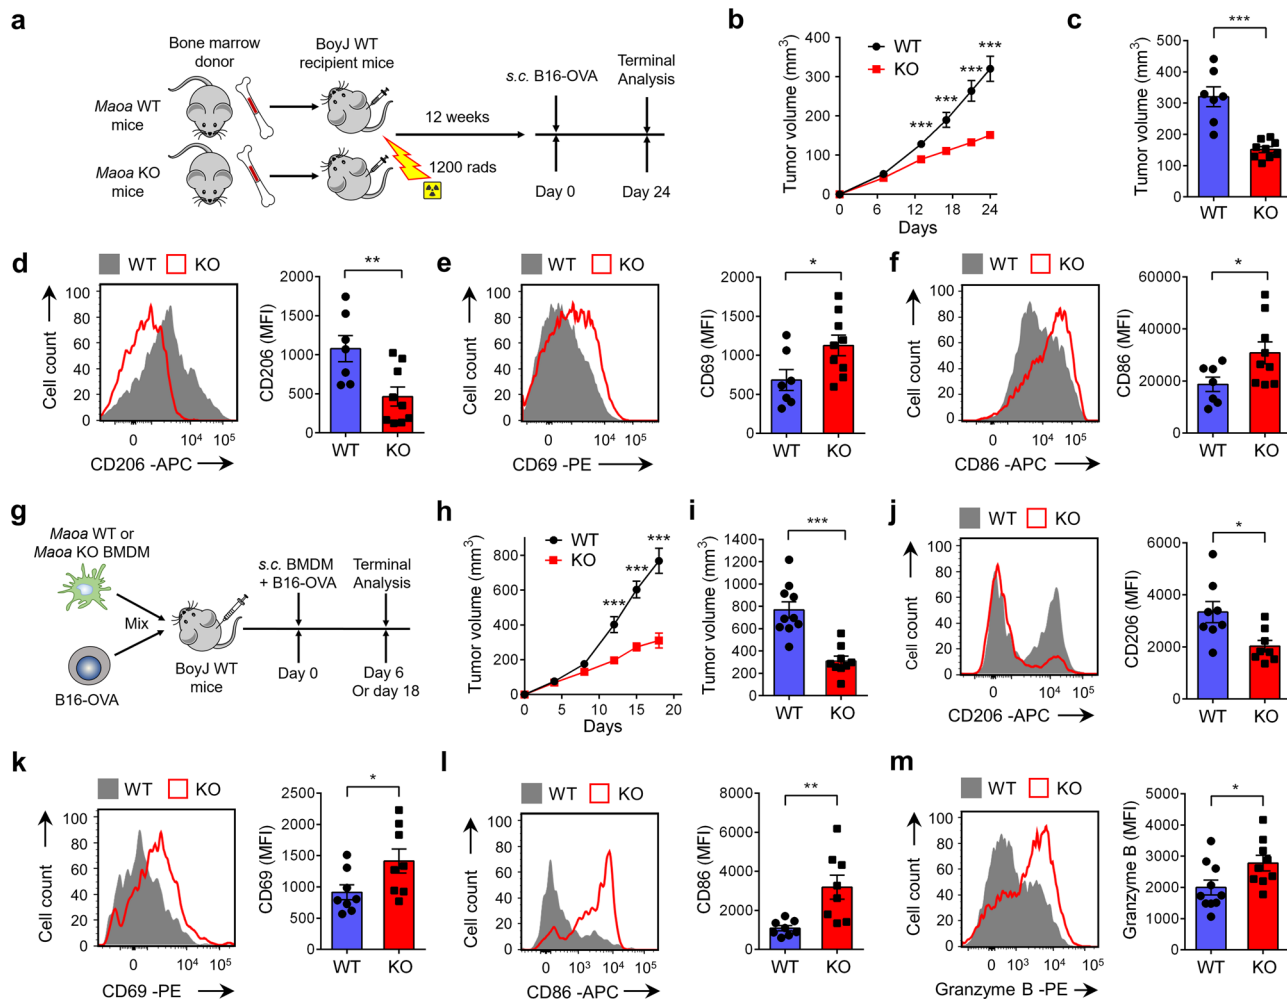 a
Bone marrow
donor
BoyJ WT
recipient mice
Maoa WT
mice
Maoa KO
mice
12 weeks
1200 rads
s.c. B16-OVA
Terminal
Analysis
Day 0
Day 24
b
WT
KO
Tumor volume (mm³)
400
300
200
100
0
0 6 12 18 24
Days
*** *** *** ***
c
***
Tumor volume (mm³)
500
400
300
200
100
0
WT KO
d
WT KO
Cell count
100
80
60
40
20
0
0 10⁴ 10⁵
CD206 -APC
**
CD206 (MFI)
2000
1500
1000
500
0
WT KO
e
WT KO
Cell count
100
80
60
40
20
0
0 10⁴ 10⁵
CD69 -PE
*
CD69 (MFI)
2000
1500
1000
500
0
WT KO
f
WT KO
Cell count
100
80
60
40
20
0
0 10⁴ 10⁵
CD86 -APC
*
CD86 (MFI)
60000
40000
20000
0
WT KO
g
Maoa WT or
Maoa KO BMDM
Mix
B16-OVA
BoyJ WT
mice
s.c. BMDM
+ B16-OVA
Terminal
Analysis
Day 0
Day 6
Or day 18
h
WT
KO
Tumor volume (mm³)
800
600
400
200
0
0 5 10 15 20
Days
*** *** ***
i
***
Tumor volume (mm³)
1400
1200
1000
800
600
400
200
0
WT KO
j
WT KO
Cell count
100
80
60
40
20
0
0 10⁴ 10⁵
CD206 -APC
*
CD206 (MFI)
6000
4000
2000
0
WT KO
k
WT KO
Cell count
100
80
60
40
20
0
0 10⁴ 10⁵
CD69 -PE
*
CD69 (MFI)
2500
2000
1500
1000
500
0
WT KO
l
WT KO
Cell count
100
80
60
40
20
0
0 10³ 10⁴ 10⁵
CD86 -APC
**
CD86 (MFI)
8000
6000
4000
2000
0
WT KO
m
WT KO
Cell count
100
80
60
40
20
0
0 10³ 10⁴ 10⁵
Granzyme B -PE
*
Granzyme B (MFI)
5000
4000
3000
2000
1000
0
WT KO